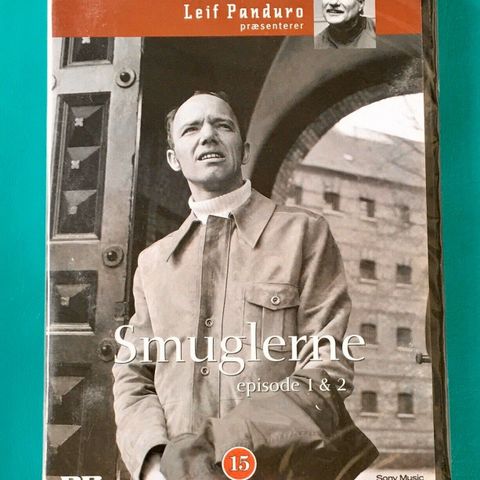 Leif Panduro
præsenterer
Smuglerne
episode 1 & 2
15
Sony Music